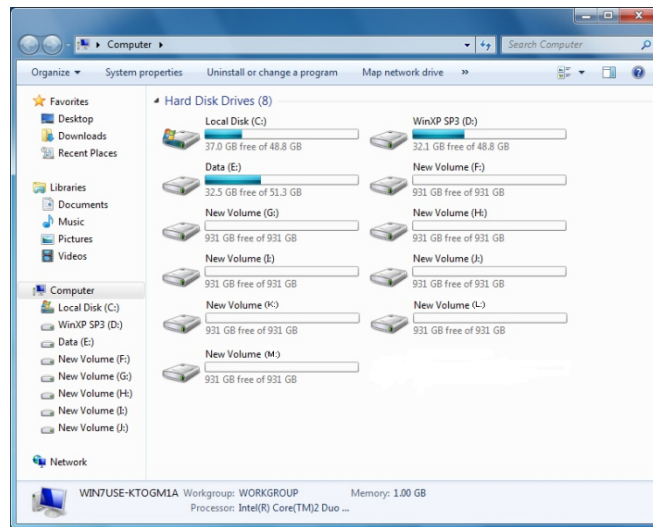 Computer
Search Computer
Organize
System properties
Uninstall or change a program
Map network drive
»
Favorites
Desktop
Downloads
Recent Places
Libraries
Documents
Music
Pictures
Videos
Computer
Local Disk (C:)
WinXP SP3 (D:)
Data (E:)
New Volume (F:)
New Volume (G:)
New Volume (H:)
New Volume (I:)
New Volume (J:)
Network
Hard Disk Drives (8)
Local Disk (C:)
37.0 GB free of 48.8 GB
WinXP SP3 (D:)
32.1 GB free of 48.8 GB
Data (E:)
32.5 GB free of 51.3 GB
New Volume (F:)
931 GB free of 931 GB
New Volume (G:)
931 GB free of 931 GB
New Volume (H:)
931 GB free of 931 GB
New Volume (I:)
931 GB free of 931 GB
New Volume (J:)
931 GB free of 931 GB
New Volume (K:)
931 GB free of 931 GB
New Volume (L:)
931 GB free of 931 GB
New Volume (M:)
931 GB free of 931 GB
WIN7USE-KTOGM1A Workgroup: WORKGROUP Memory: 1.00 GB
Processor: Intel(R) Core(TM)2 Duo ...